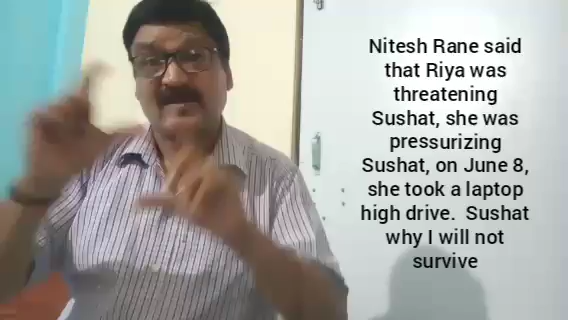 Nitesh Rane said
that Riya was
threatening
Sushat, she was
pressurizing
Sushat, on June 8,
she took a laptop
high drive. Sushat
why I will not
survive